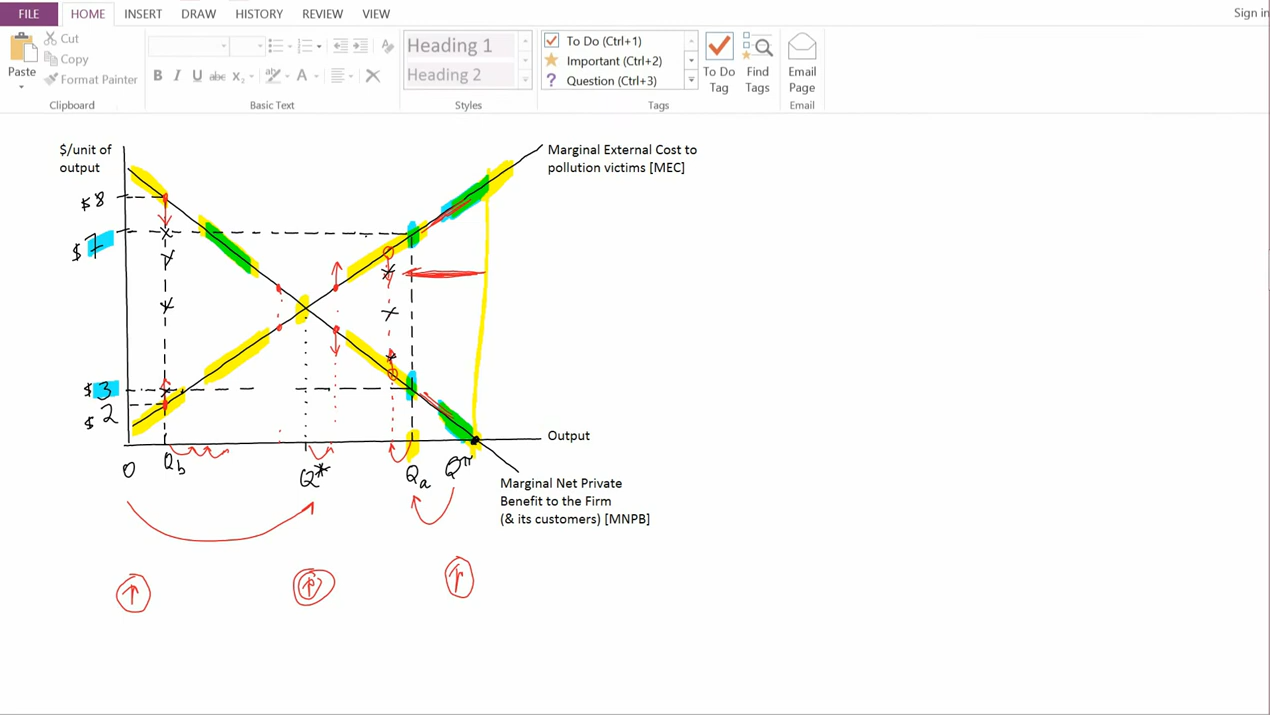 FILE HOME INSERT DRAW HISTORY REVIEW VIEW Sign in
Paste
Cut
Copy
Format Painter
Clipboard
B I U abc x₂ A
Basic Text
Heading 1
Heading 2
Styles
To Do (Ctrl+1)
Important (Ctrl+2)
? Question (Ctrl+3)
To Do
Tag
Find
Tags
Tags
Email
Page
Email
$/unit of
output
Marginal External Cost to
pollution victims [MEC]
$8
$7
$3
$2
Output
0 Qb Q* Qa Qπ
Marginal Net Private
Benefit to the Firm
(& its customers) [MNPB]